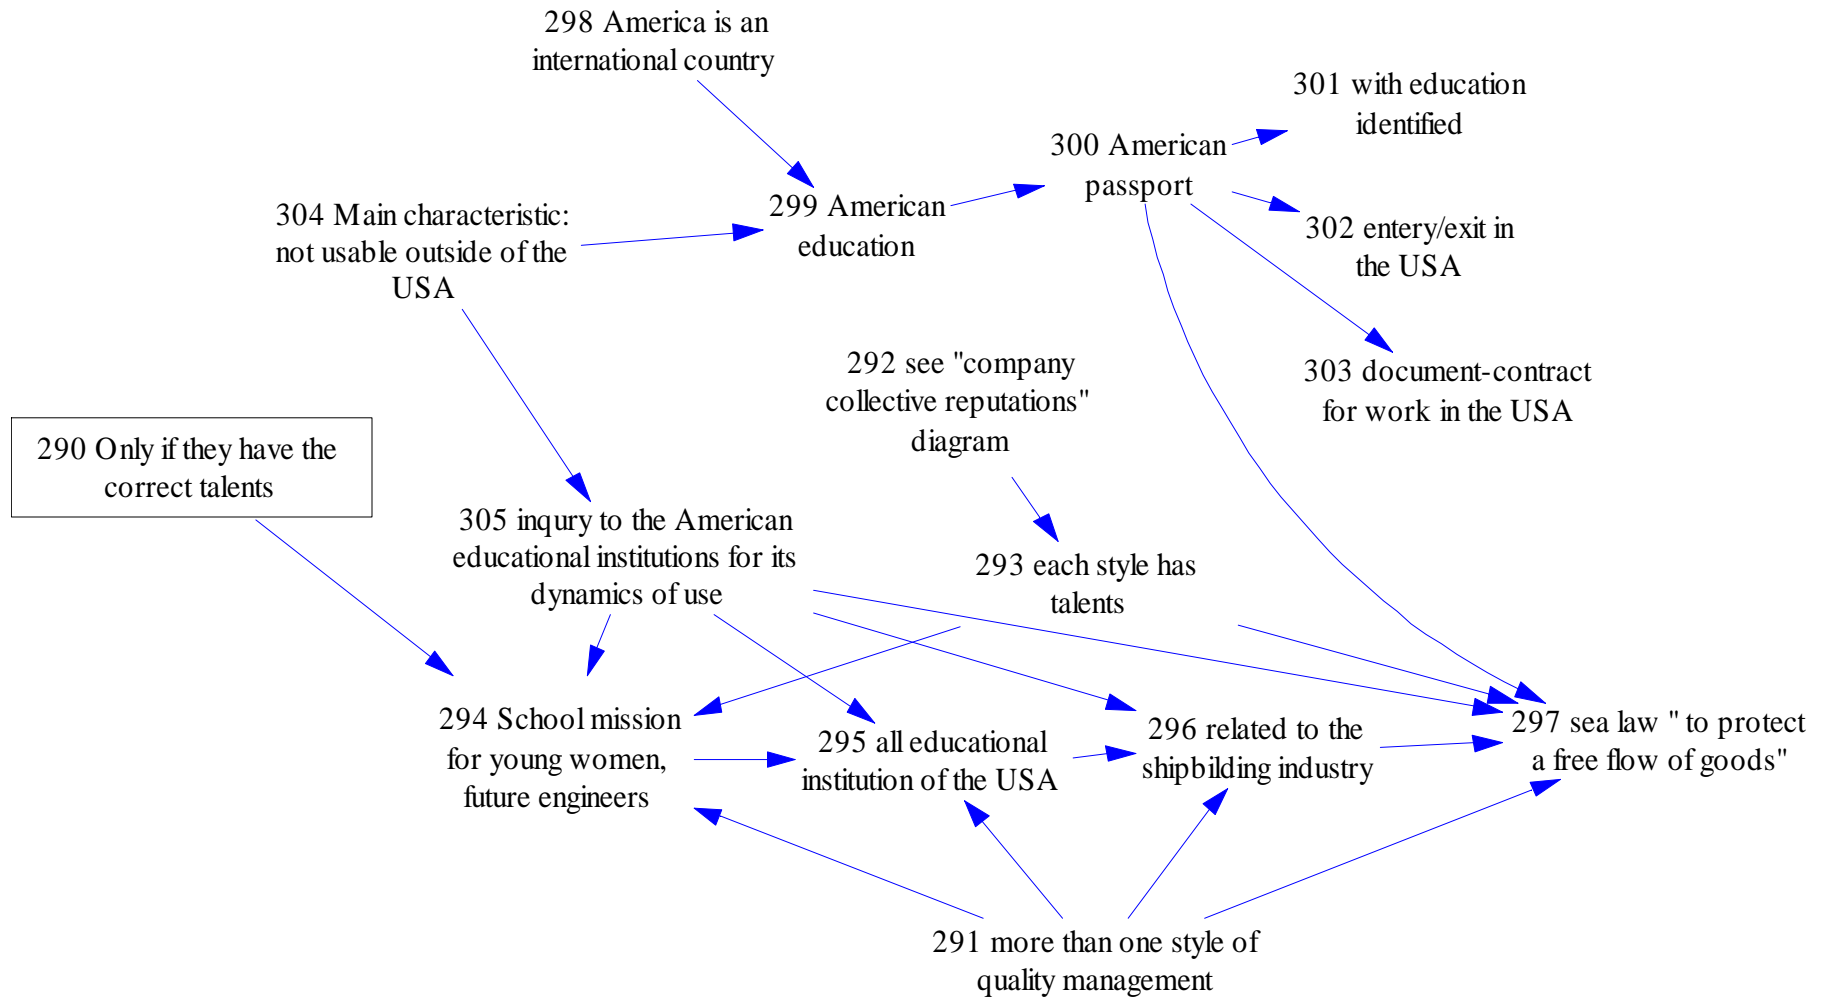 298 America is an
international country
301 with education
identified
300 American
passport
299 American
education
304 Main characteristic:
not usable outside of the
USA
302 entery/exit in
the USA
292 see "company
collective reputations"
diagram
303 document-contract
for work in the USA
290 Only if they have the
correct talents
305 inqury to the American
educational institutions for its
dynamics of use
293 each style has
talents
294 School mission
for young women,
future engineers
295 all educational
institution of the USA
296 related to the
shipbilding industry
297 sea law " to protect
a free flow of goods"
291 more than one style of
quality management